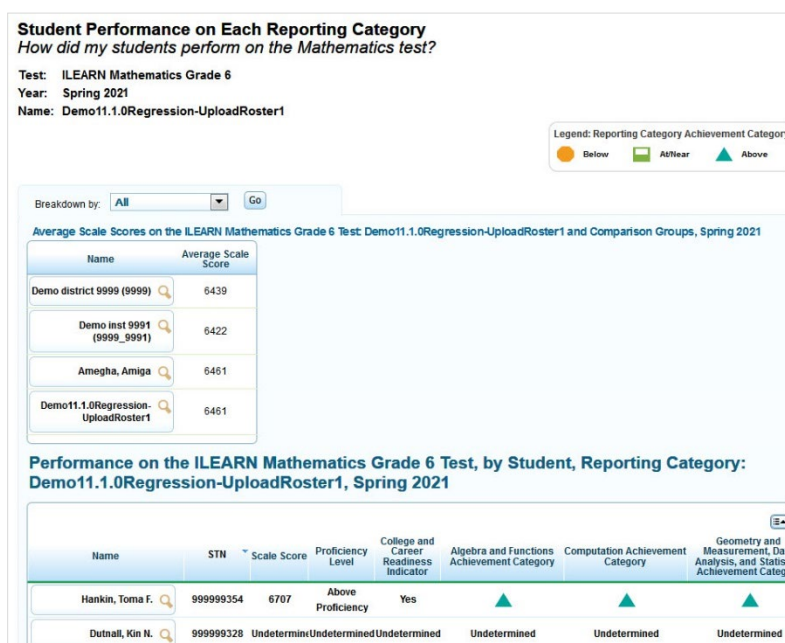 Student Performance on Each Reporting Category
How did my students perform on the Mathematics test?
Test: ILEARN Mathematics Grade 6
Year: Spring 2021
Name: Demo11.1.0Regression-UploadRoster1
Legend: Reporting Category Achievement Category
Below At/Near Above
Breakdown by: All Go
Average Scale Scores on the ILEARN Mathematics Grade 6 Test: Demo11.1.0Regression-UploadRoster1 and Comparison Groups, Spring 2021
Name Average Scale
Score
Demo district 9999 (9999) 6439
Demo inst 9991
(9999_9991) 6422
Amegha, Amiga 6461
Demo11.1.0Regression-
UploadRoster1 6461
Performance on the ILEARN Mathematics Grade 6 Test, by Student, Reporting Category:
Demo11.1.0Regression-UploadRoster1, Spring 2021
Name STN Scale Score Proficiency
Level College and
Career
Readiness
Indicator Algebra and Functions
Achievement Category Computation Achievement
Category Geometry and
Measurement, Da
Analysis, and Statis
Achievement Categ
Hankin, Toma F. 999999354 6707 Above
Proficiency Yes
Dutnall, Kin N. 999999328 Undetermin Undetermined Undetermined Undetermined Undetermined Undetermined